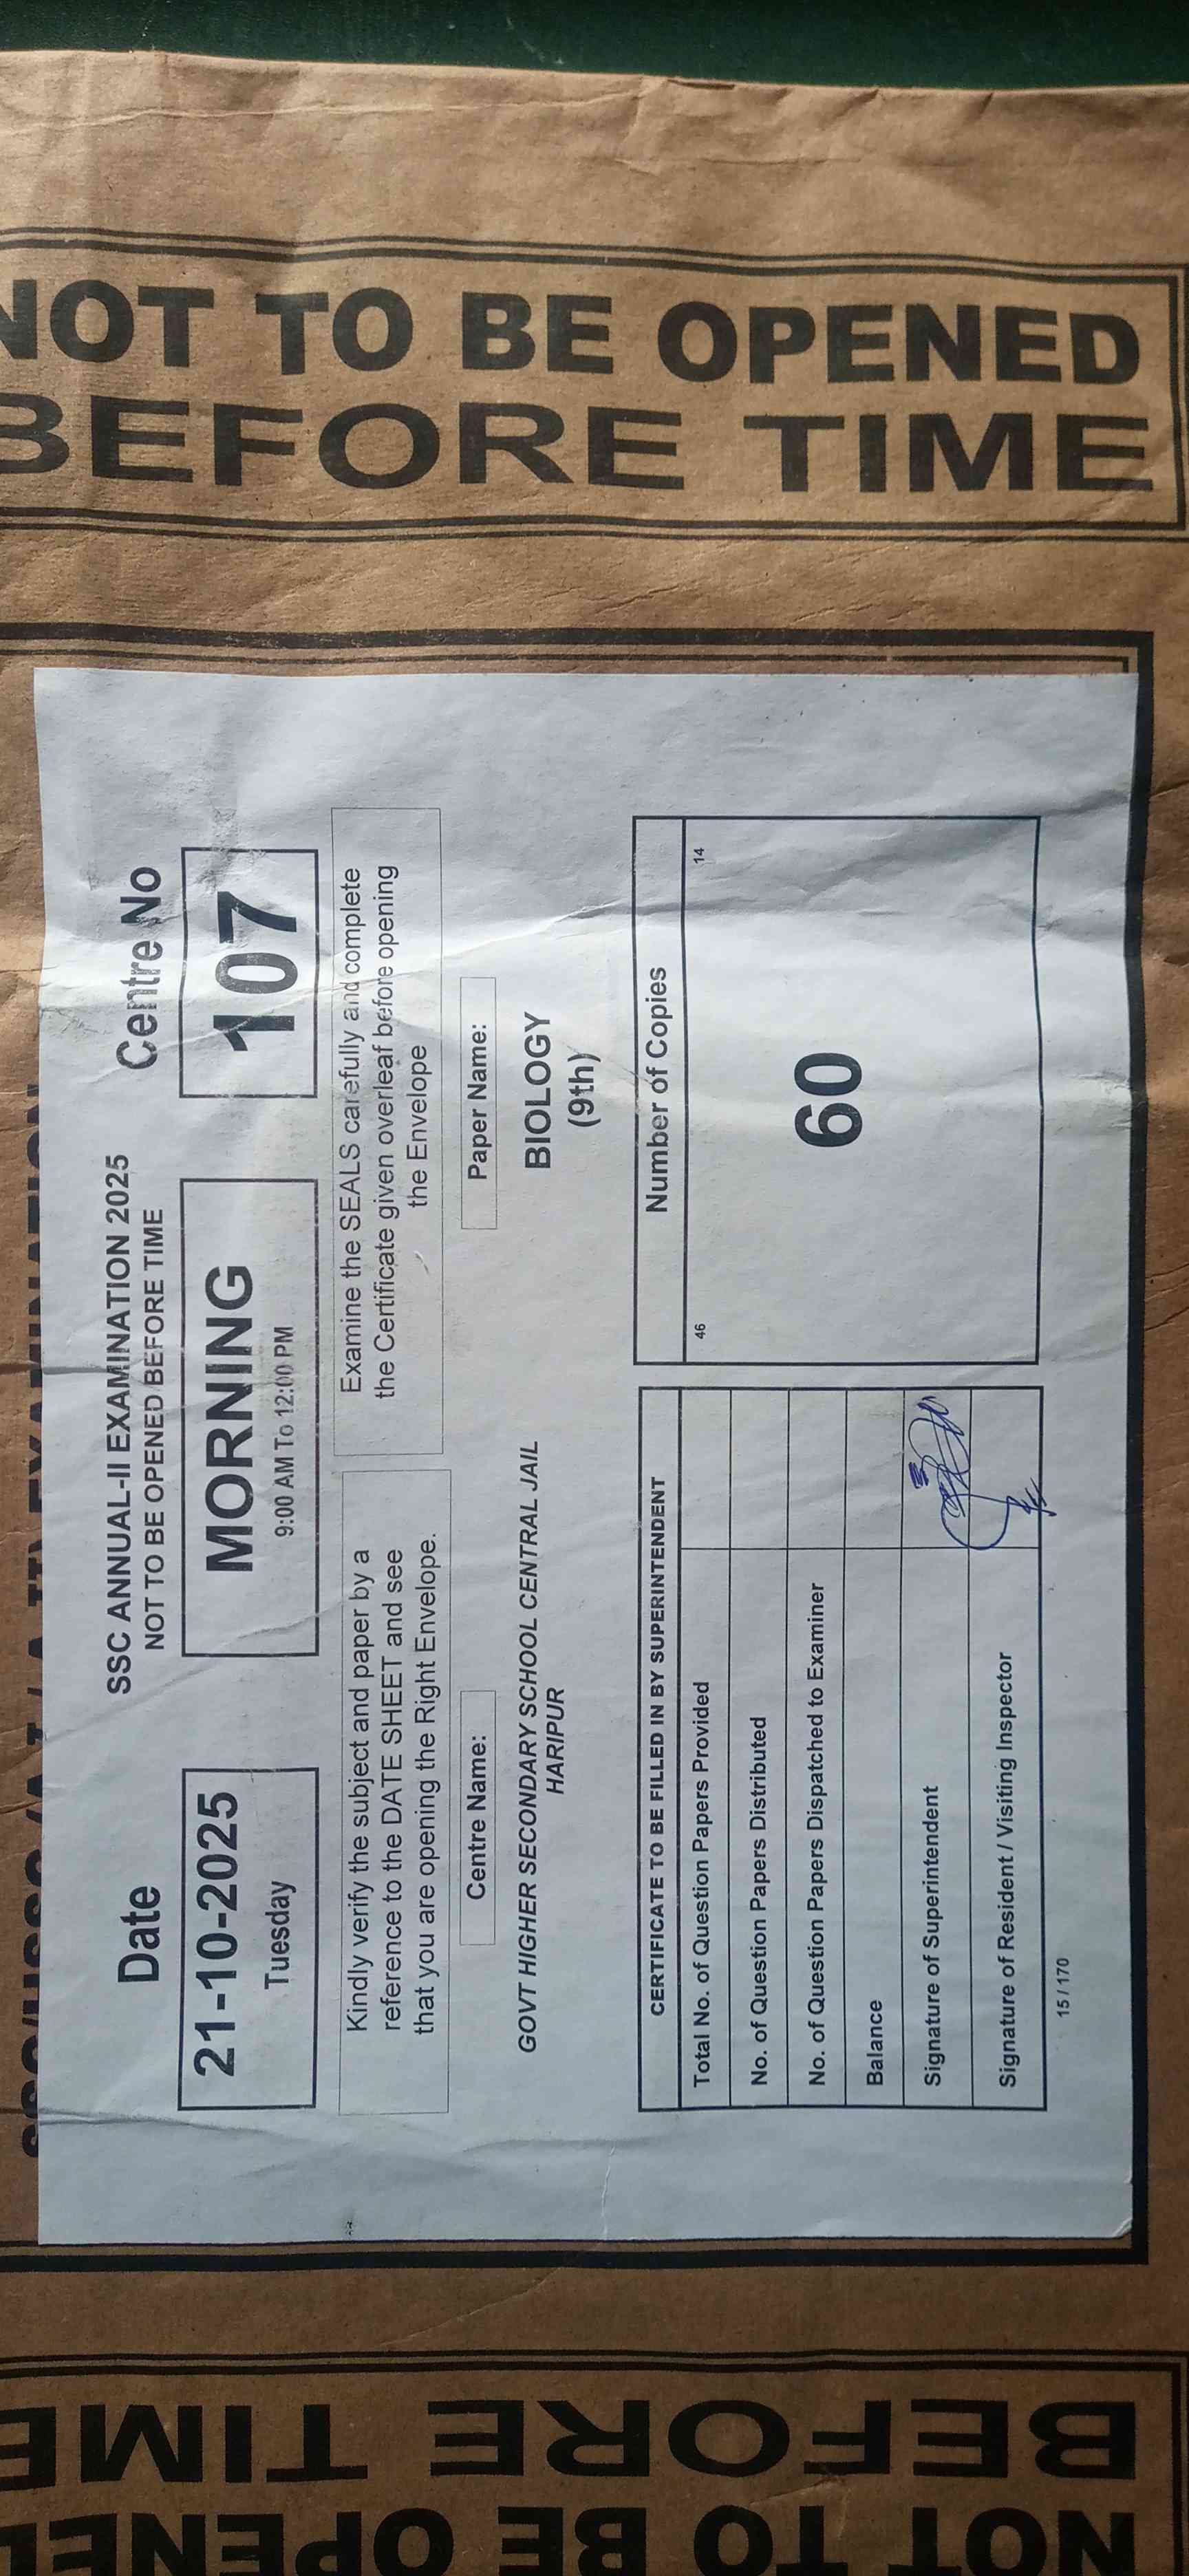 NOT TO BE OPENED
BEFORE TIME
SSC ANNUAL-II EXAMINATION 2025
NOT TO BE OPENED BEFORE TIME
Date
21-10-2025
Tuesday
MORNING
9:00 AM To 12:00 PM
Centre No
107
Kindly verify the subject and paper by a
reference to the DATE SHEET and see
that you are opening the Right Envelope.
Examine the SEALS carefully and complete
the Certificate given overleaf before opening
the Envelope
Centre Name:
GOVT HIGHER SECONDARY SCHOOL CENTRAL JAIL
HARIPUR
Paper Name:
BIOLOGY
(9th)
CERTIFICATE TO BE FILLED IN BY SUPERINTENDENT
Total No. of Question Papers Provided
No. of Question Papers Distributed
No. of Question Papers Dispatched to Examiner
Balance
Signature of Superintendent
Signature of Resident / Visiting Inspector
Number of Copies
46 14
60
15 / 170
BEFORE TIME
NOT TO BE OPENED